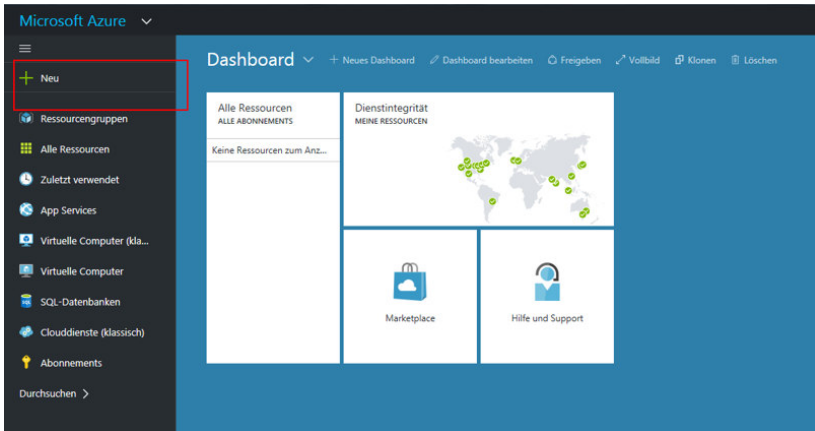 Microsoft Azure
Dashboard
Neues Dashboard
Dashboard bearbeiten
Freigeben
Vollbild
Klonen
Löschen
Neu
Ressourcengruppen
Alle Ressourcen
Zuletzt verwendet
App Services
Virtuelle Computer (kla...
Virtuelle Computer
SQL-Datenbanken
Clouddienste (klassisch)
Abonnements
Durchsuchen
Alle Ressourcen
ALLE ABONNEMENTS
Keine Ressourcen zum Anz...
Dienstintegrität
MEINE RESSOURCEN
Marketplace
Hilfe und Support